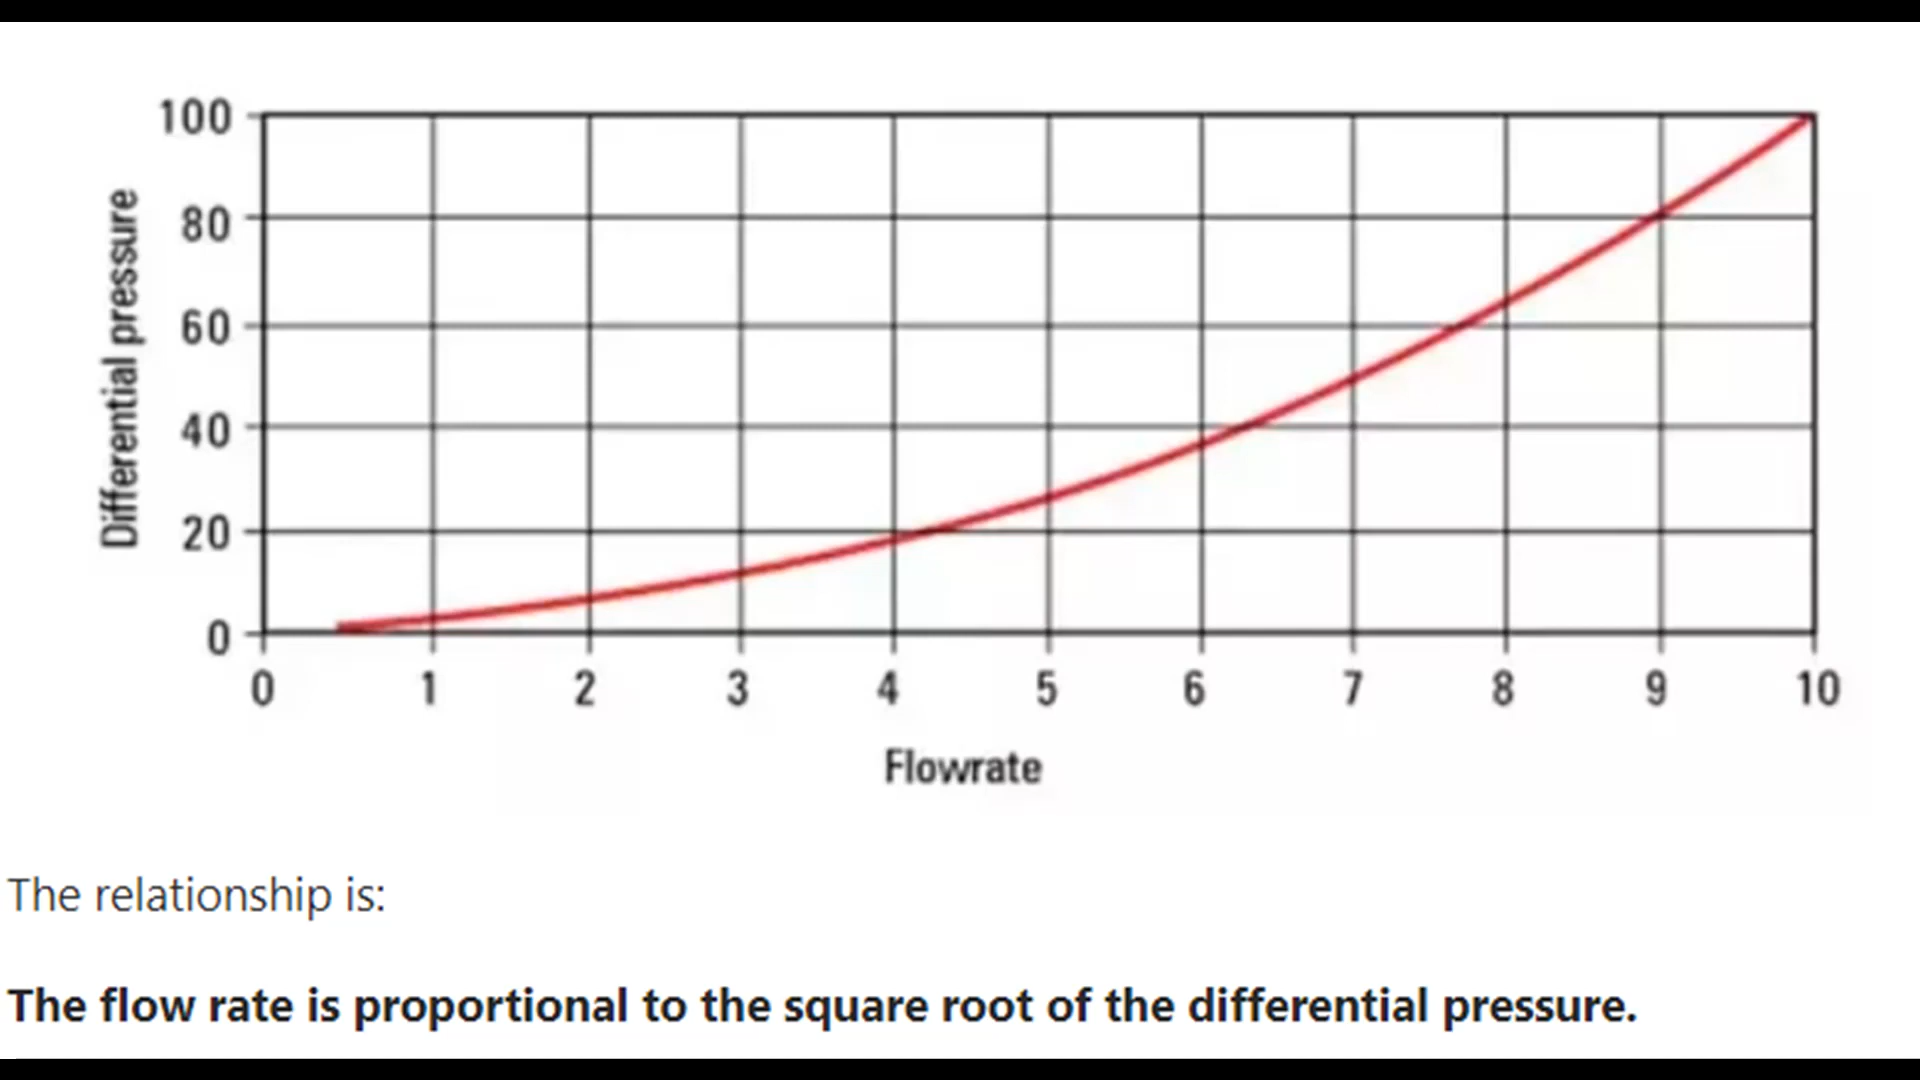 100
80
60
40
20
0
Differential pressure
0 1 2 3 4 5 6 7 8 9 10
Flowrate
The relationship is:
The flow rate is proportional to the square root of the differential pressure.